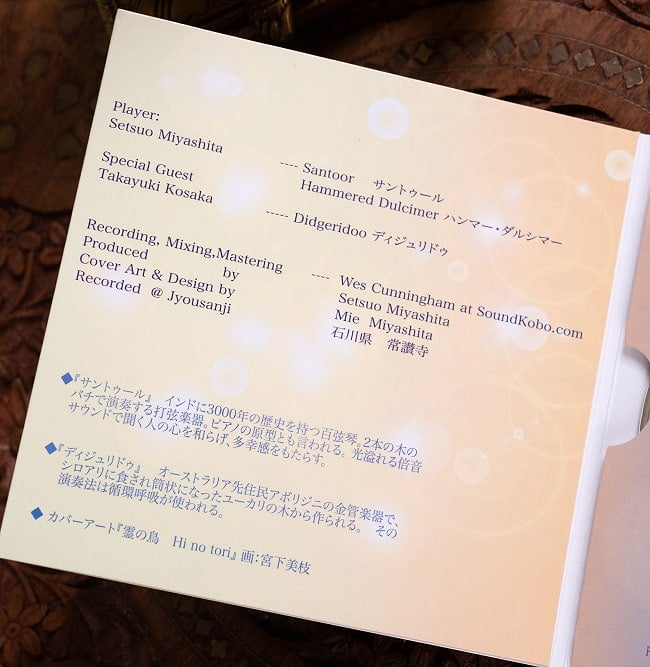 Player:
Setsuo Miyashita
---- Santoor サントゥール
Hammered Dulcimer ハンマー・ダルシマー
Special Guest
Takayuki Kosaka
----- Didgeridoo ディジュリドゥ
Recording, Mixing,Mastering
---- Wes Cunningham at SoundKobo.com
Produced by
Setsuo Miyashita
Cover Art & Design by
Mie Miyashita
Recorded @ Jyousanji
石川県 常讃寺
◆『サントゥール』 インドに3000年の歴史を持つ百弦琴。2本の木の
バチで演奏する打弦楽器。ピアノの原型とも言われる。光溢れる倍音
サウンドで聞く人の心を和らげ、多幸感をもたらす。
◆『ディジュリドゥ』 オーストラリア先住民アボリジニの金管楽器で、
シロアリに食され筒状になったユーカリの木から作られる。 その
演奏法は循環呼吸が使われる。
◆ カバーアート『霊の鳥 Hi no tori』 画：宮下美枝